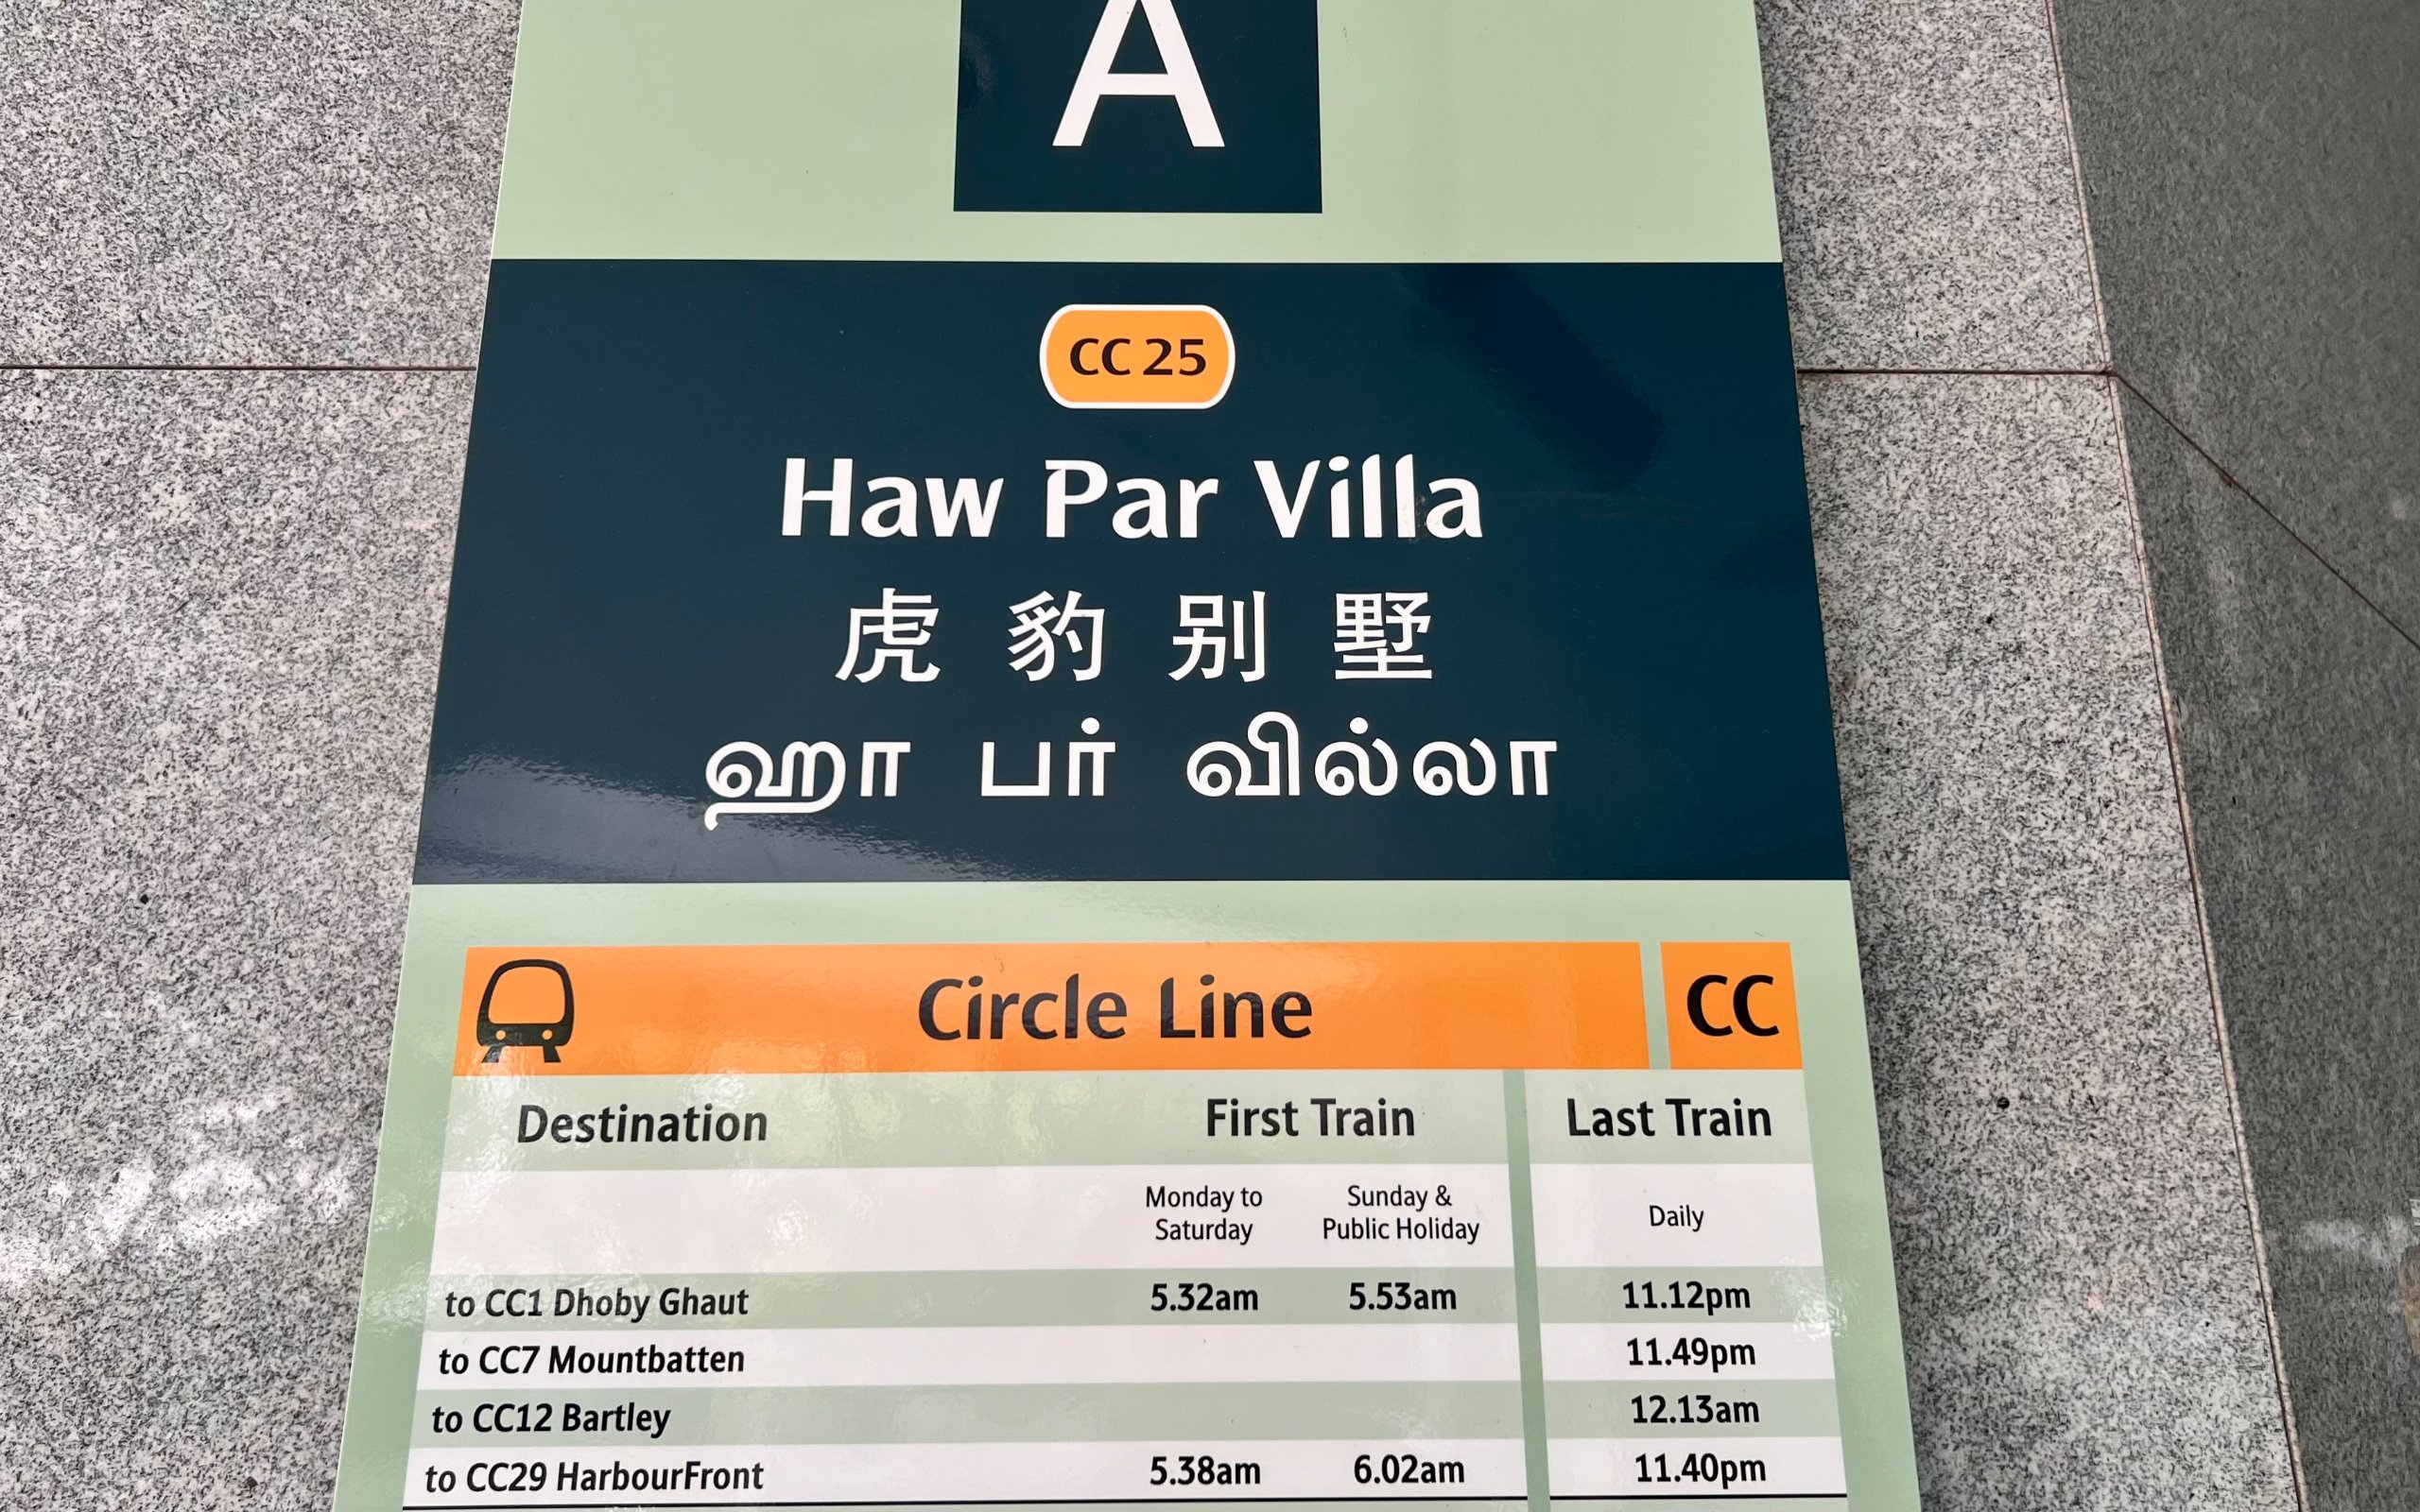 A
CC 25
Haw Par Villa
虎豹别墅
ஹா பர் வில்லா
Circle Line CC
Destination First Train Last Train
Monday to Saturday Sunday & Public Holiday Daily
to CC1 Dhoby Ghaut 5.32am 5.53am 11.12pm
to CC7 Mountbatten 11.49pm
to CC12 Bartley 12.13am
to CC29 HarbourFront 5.38am 6.02am 11.40pm